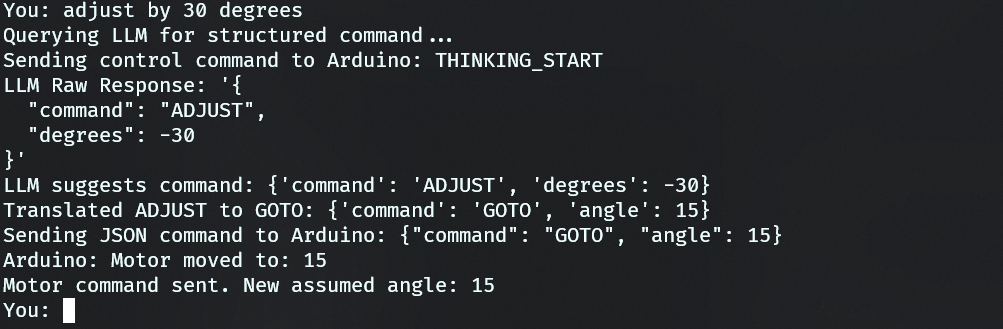 You: adjust by 30 degrees
Querying LLM for structured command...
Sending control command to Arduino: THINKING_START
LLM Raw Response: '{
  "command": "ADJUST",
  "degrees": -30
}'
LLM suggests command: {'command': 'ADJUST', 'degrees': -30}
Translated ADJUST to GOTO: {'command': 'GOTO', 'angle': 15}
Sending JSON command to Arduino: {"command": "GOTO", "angle": 15}
Arduino: Motor moved to: 15
Motor command sent. New assumed angle: 15
You: